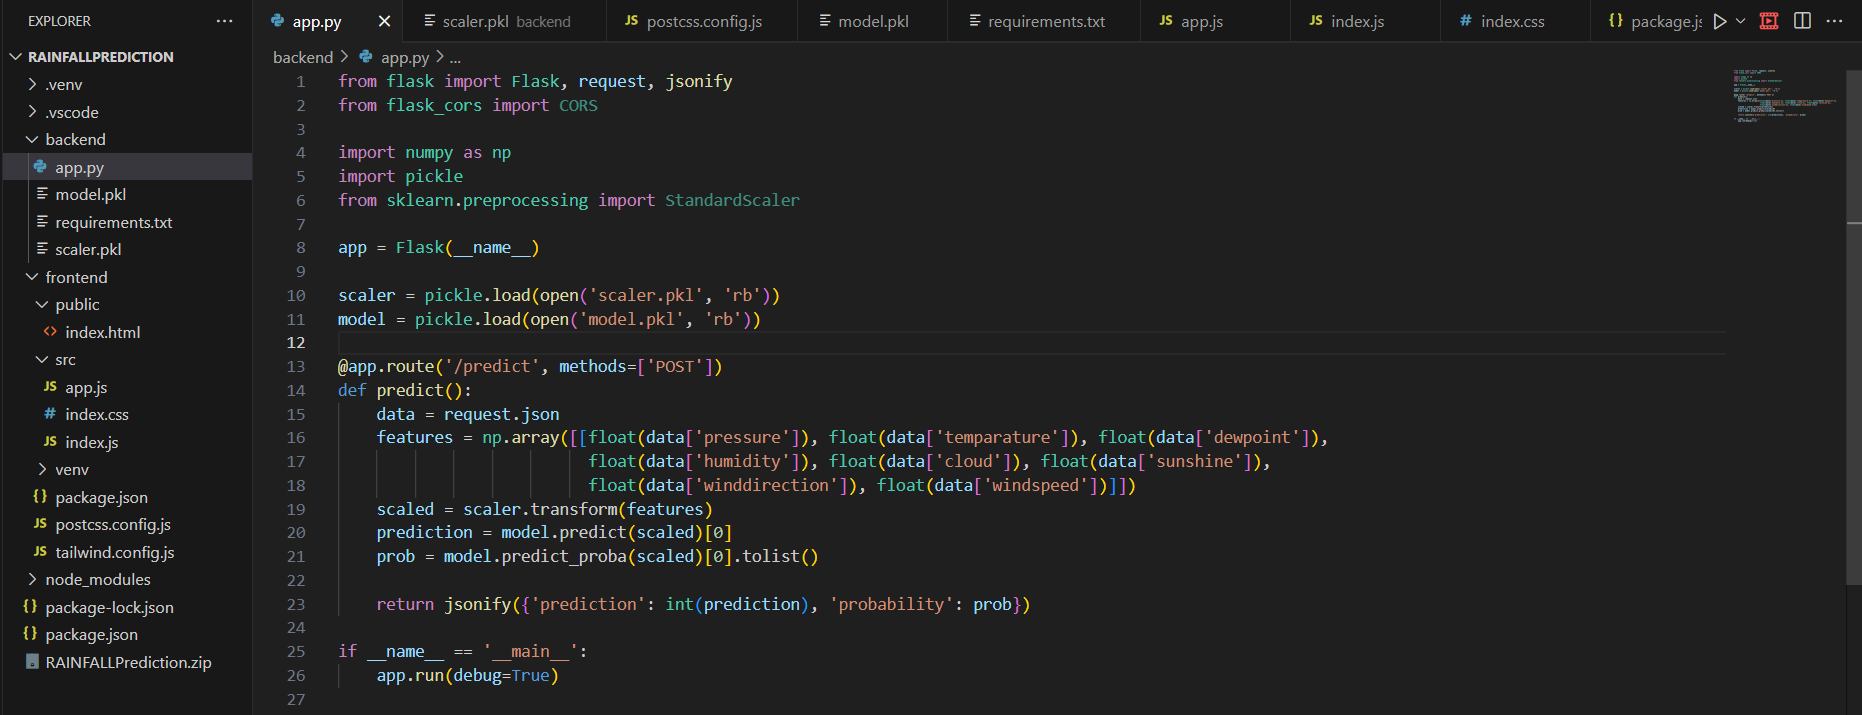 EXPLORER
RAINFALLPREDICTION
.venv
.vscode
backend
app.py
model.pkl
requirements.txt
scaler.pkl
frontend
public
index.html
src
app.js
index.css
index.js
venv
package.json
postcss.config.js
tailwind.config.js
node_modules
package-lock.json
package.json
RAINFALLPrediction.zip
app.py
scaler.pkl backend
postcss.config.js
model.pkl
requirements.txt
app.js
index.js
index.css
package.js
backend > app.py > ...
1 from flask import Flask, request, jsonify
2 from flask_cors import CORS
3
4 import numpy as np
5 import pickle
6 from sklearn.preprocessing import StandardScaler
7
8 app = Flask(__name__)
9
10 scaler = pickle.load(open('scaler.pkl', 'rb'))
11 model = pickle.load(open('model.pkl', 'rb'))
12
13 @app.route('/predict', methods=['POST'])
14 def predict():
15     data = request.json
16     features = np.array([[float(data['pressure']), float(data['temparature']), float(data['dewpoint']),
17                           float(data['humidity']), float(data['cloud']), float(data['sunshine']),
18                           float(data['winddirection']), float(data['windspeed'])]])
19     scaled = scaler.transform(features)
20     prediction = model.predict(scaled)[0]
21     prob = model.predict_proba(scaled)[0].tolist()
22
23     return jsonify({'prediction': int(prediction), 'probability': prob})
24
25 if __name__ == '__main__':
26     app.run(debug=True)
27